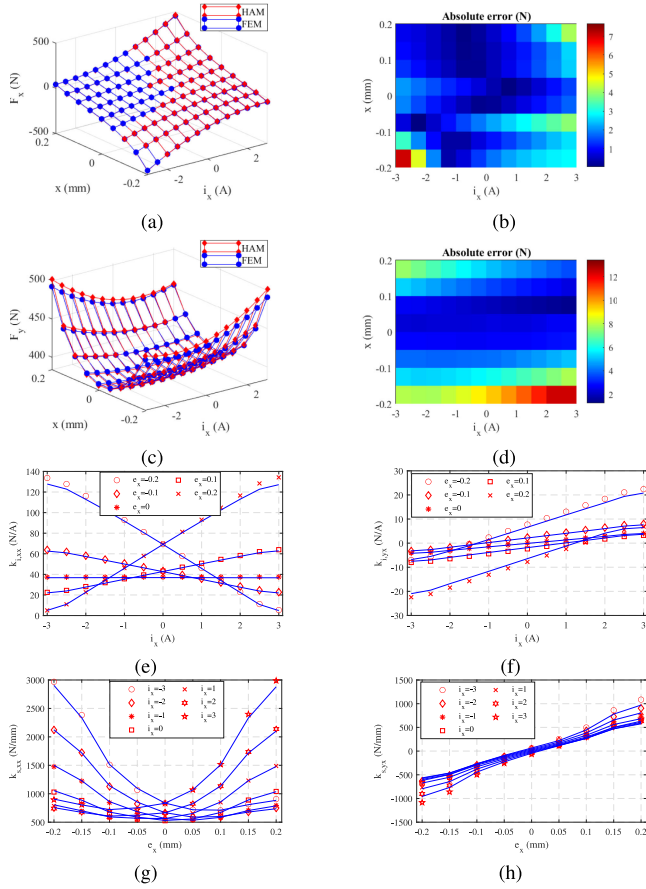 HAM
FEM
500
0
-500
F_x (N)
0.2
0
-0.2
x (mm)
-2
0
2
i_x (A)
(a)
Absolute error (N)
0.2
0.1
0
-0.1
-0.2
x (mm)
-3 -2 -1 0 1 2 3
i_x (A)
7
6
5
4
3
2
1
(b)
HAM
FEM
500
450
400
F_y (N)
0.2
0
-0.2
x (mm)
-2
0
2
i_x (A)
(c)
Absolute error (N)
0.2
0.1
0
-0.1
-0.2
x (mm)
-3 -2 -1 0 1 2 3
i_x (A)
12
10
8
6
4
2
(d)
140
120
100
80
60
40
20
0
k_i,xx (N/A)
e_x=-0.2 e_x=0.1
e_x=-0.1 e_x=0.2
e_x=0
-3 -2 -1 0 1 2 3
i_x (A)
(e)
30
20
10
0
-10
-20
-30
k_i,yx (N/A)
e_x=-0.2 e_x=0.1
e_x=-0.1 e_x=0.2
e_x=0
-3 -2 -1 0 1 2 3
i_x (A)
(f)
3000
2500
2000
1500
1000
500
k_s,xx (N/mm)
i_x=-3 i_x=1
i_x=-2 i_x=2
i_x=-1 i_x=3
i_x=0
-0.2 -0.15 -0.1 -0.05 0 0.05 0.1 0.15 0.2
e_x (mm)
(g)
1500
1000
500
0
-500
-1000
-1500
k_s,yx (N/mm)
i_x=-3 i_x=1
i_x=-2 i_x=2
i_x=-1 i_x=3
i_x=0
-0.2 -0.15 -0.1 -0.05 0 0.05 0.1 0.15 0.2
e_x (mm)
(h)